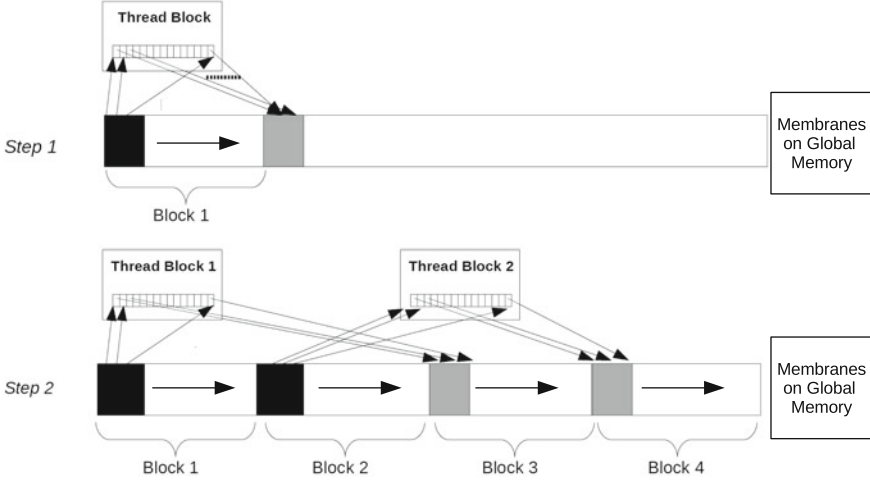 Thread Block
Step 1
Membranes
on Global
Memory
Block 1
Thread Block 1
Thread Block 2
Step 2
Membranes
on Global
Memory
Block 1
Block 2
Block 3
Block 4